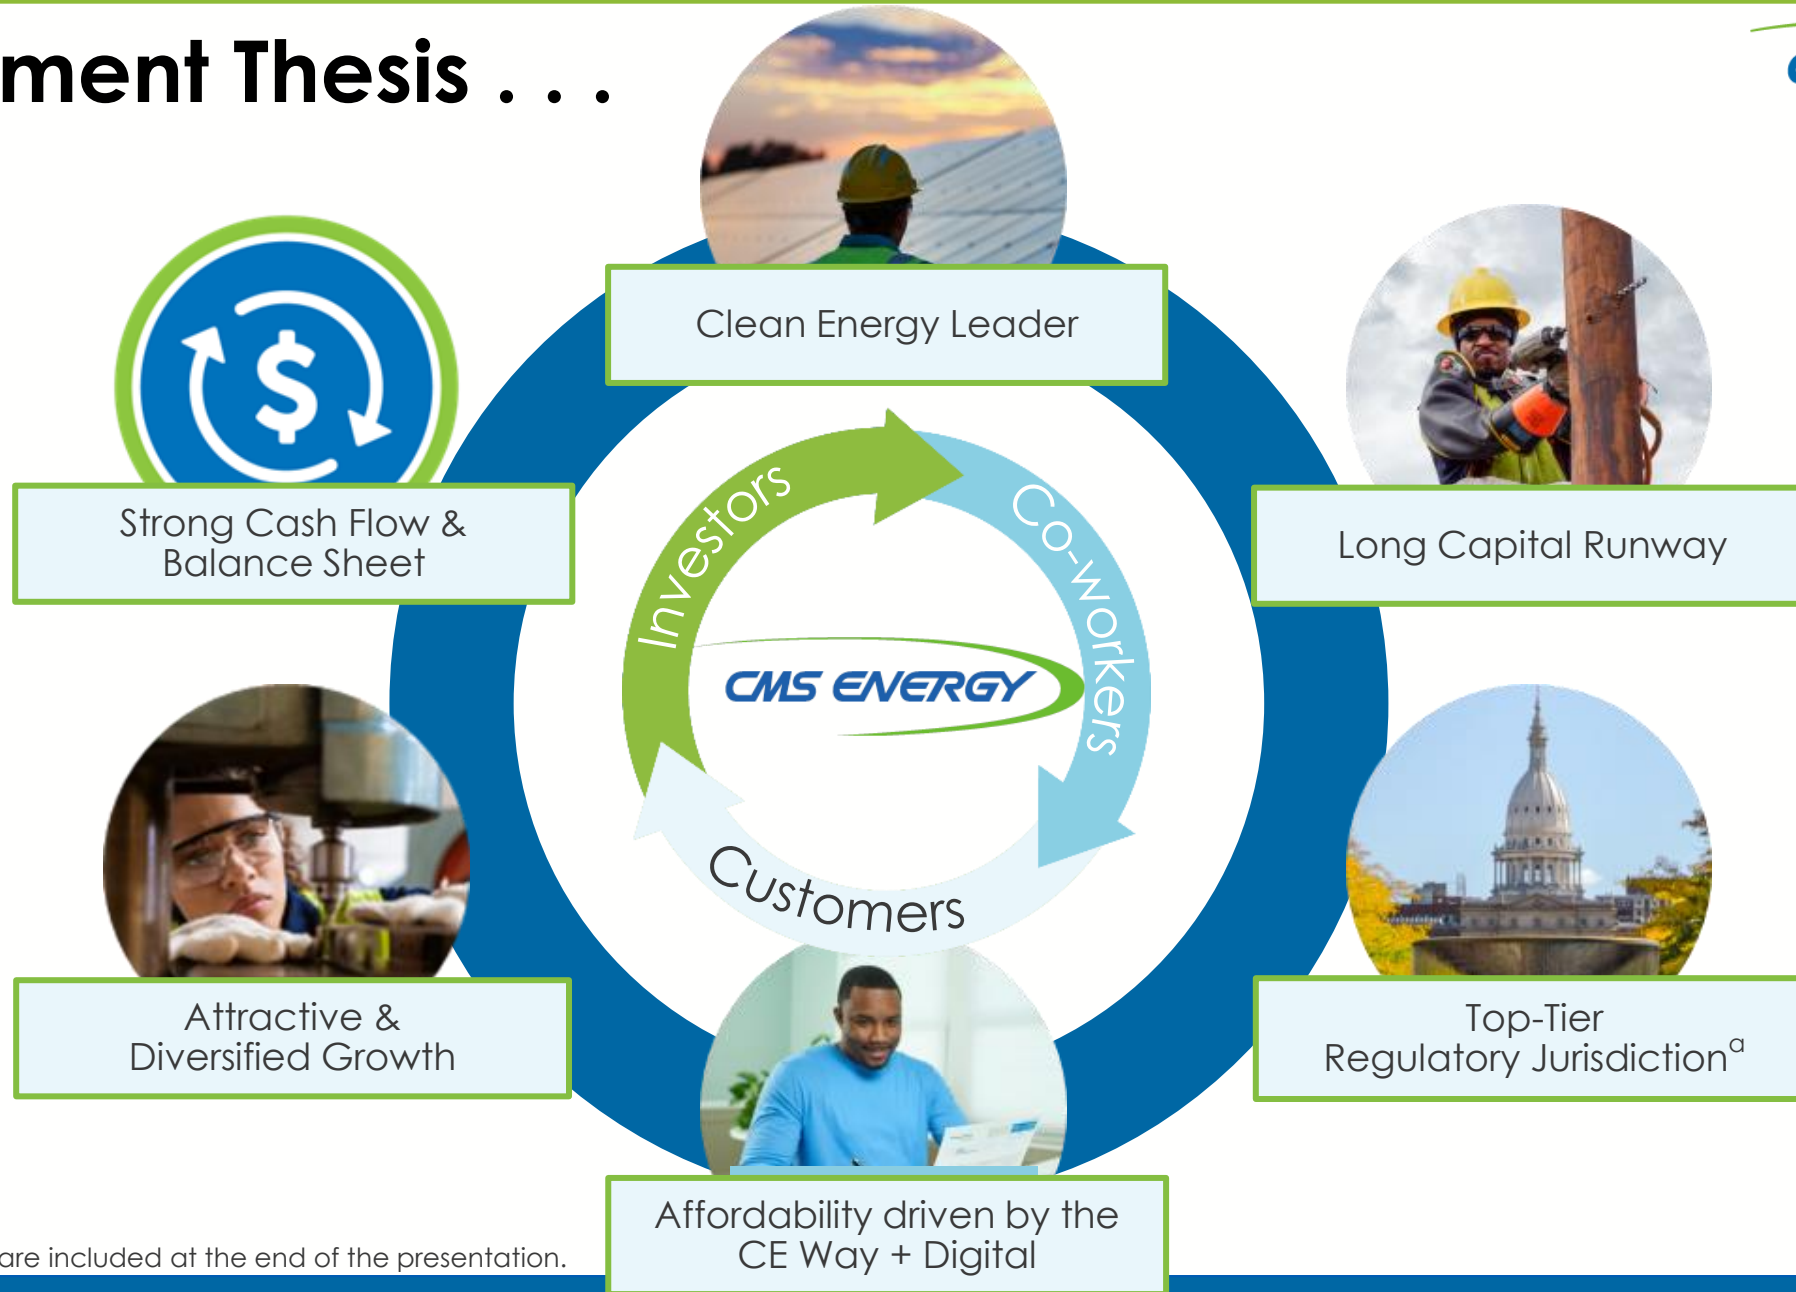 ment Thesis . . .
Clean Energy Leader
Strong Cash Flow &
Balance Sheet
Long Capital Runway
Investors
Co-workers
Customers
CMS ENERGY
Attractive &
Diversified Growth
Top-Tier
Regulatory Jurisdictionᵃ
Affordability driven by the
CE Way + Digital
are included at the end of the presentation.
$